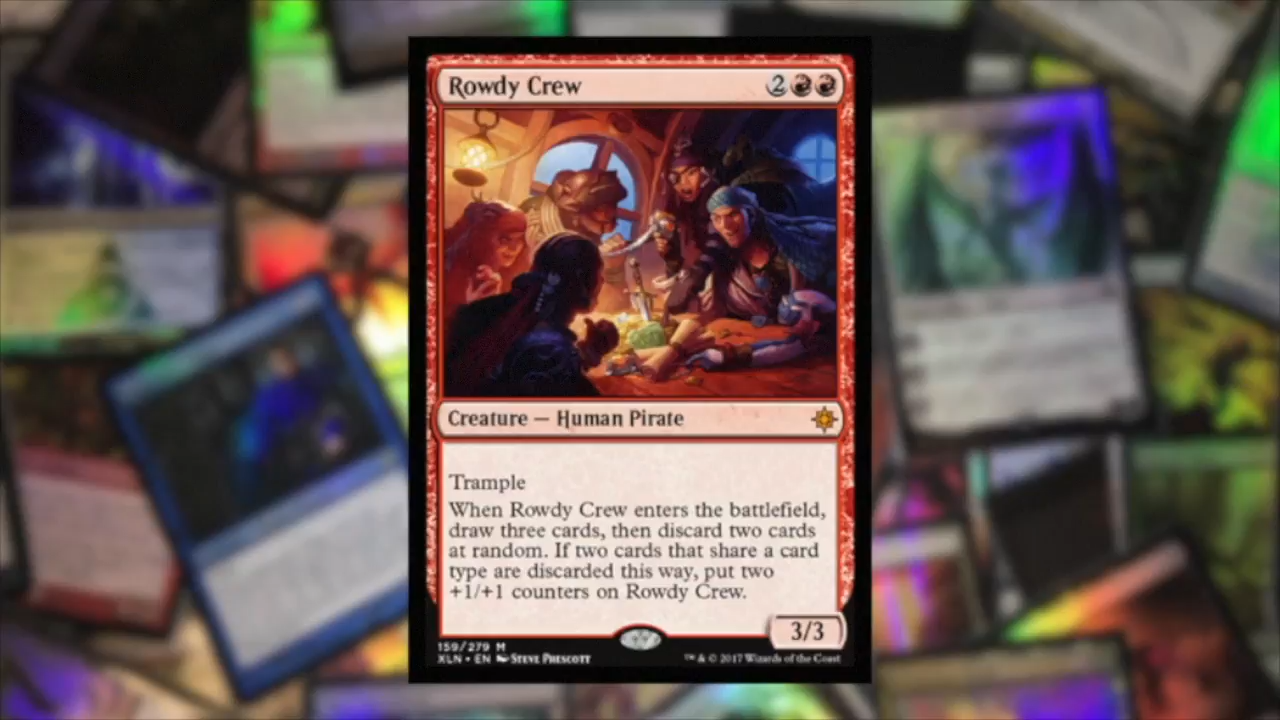 Rowdy Crew 2
Creature — Human Pirate
Trample
When Rowdy Crew enters the battlefield,
draw three cards, then discard two cards
at random. If two cards that share a card
type are discarded this way, put two
+1/+1 counters on Rowdy Crew.
3/3
159/279 M
XLN • EN Steve Prescott
™ & © 2017 Wizards of the Coast